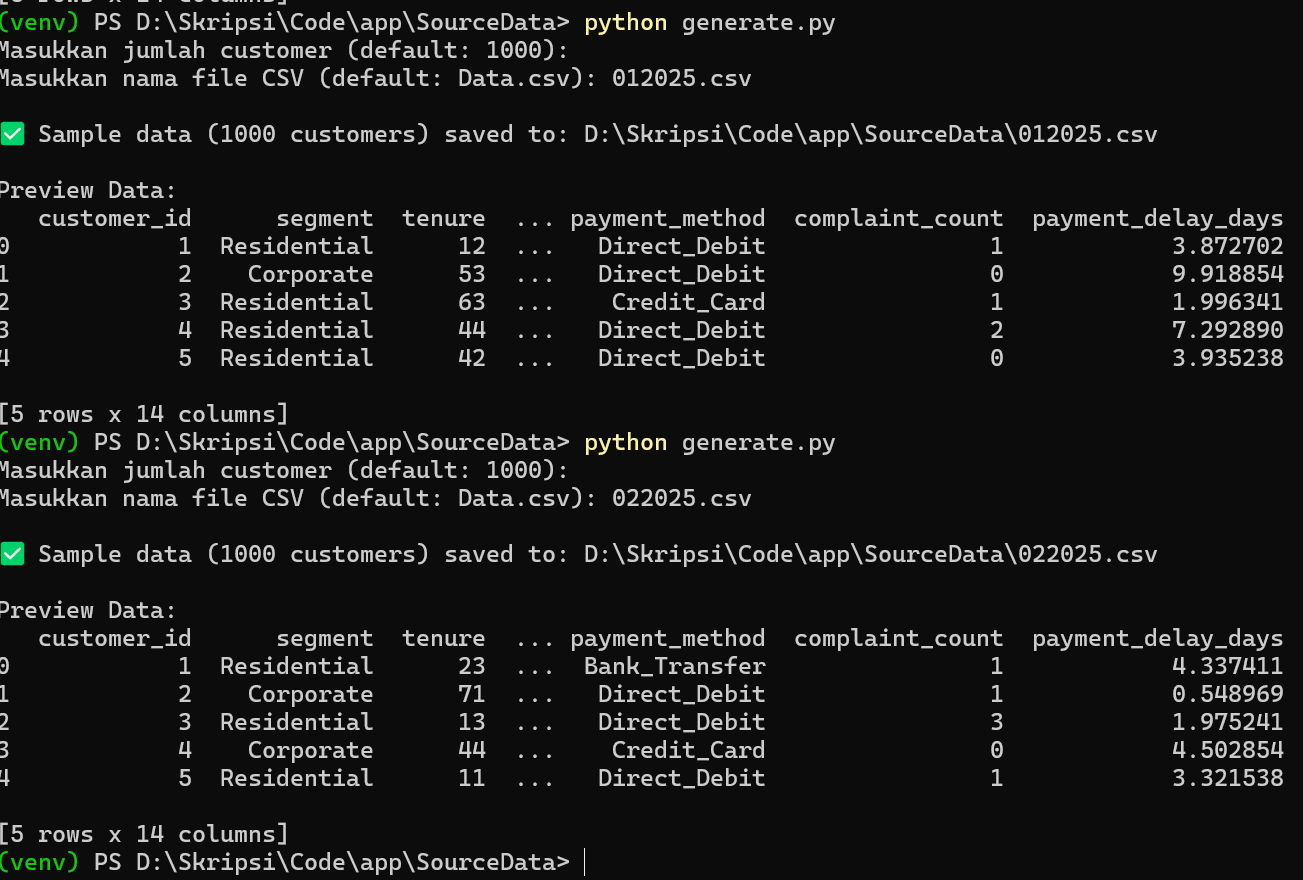 [5 rows x 14 columns]
(venv) PS D:\Skripsi\Code\app\SourceData> python generate.py
Masukkan jumlah customer (default: 1000):
Masukkan nama file CSV (default: Data.csv): 012025.csv
✅ Sample data (1000 customers) saved to: D:\Skripsi\Code\app\SourceData\012025.csv
Preview Data:
customer_id segment tenure ... payment_method complaint_count payment_delay_days
0 1 Residential 12 ... Direct_Debit 1 3.872702
1 2 Corporate 53 ... Direct_Debit 0 9.918854
2 3 Residential 63 ... Credit_Card 1 1.996341
3 4 Residential 44 ... Direct_Debit 2 7.292890
4 5 Residential 42 ... Direct_Debit 0 3.935238
[5 rows x 14 columns]
(venv) PS D:\Skripsi\Code\app\SourceData> python generate.py
Masukkan jumlah customer (default: 1000):
Masukkan nama file CSV (default: Data.csv): 022025.csv
✅ Sample data (1000 customers) saved to: D:\Skripsi\Code\app\SourceData\022025.csv
Preview Data:
customer_id segment tenure ... payment_method complaint_count payment_delay_days
0 1 Residential 23 ... Bank_Transfer 1 4.337411
1 2 Corporate 71 ... Direct_Debit 1 0.548969
2 3 Residential 13 ... Direct_Debit 3 1.975241
3 4 Corporate 44 ... Credit_Card 0 4.502854
4 5 Residential 11 ... Direct_Debit 1 3.321538
[5 rows x 14 columns]
(venv) PS D:\Skripsi\Code\app\SourceData>